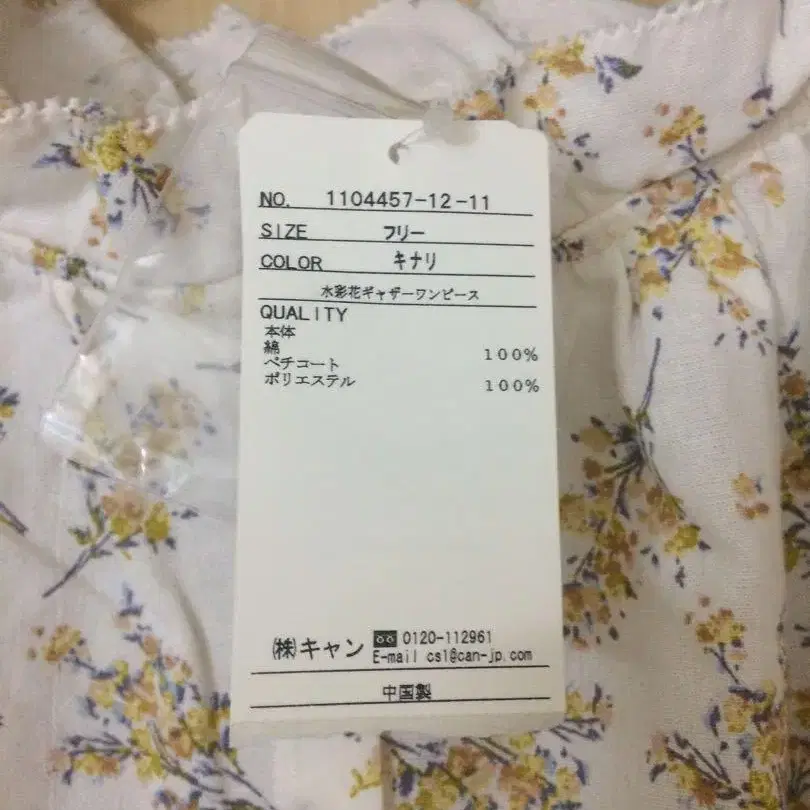 NO. 1104457-12-11
SIZE フリー
COLOR キナリ
水彩花ギャザーワンピース
QUALITY
本体
綿 100%
ペチコート
ポリエステル 100%
㈱キャン 0120-112961
E-mail cs1@can-jp.com
中国製